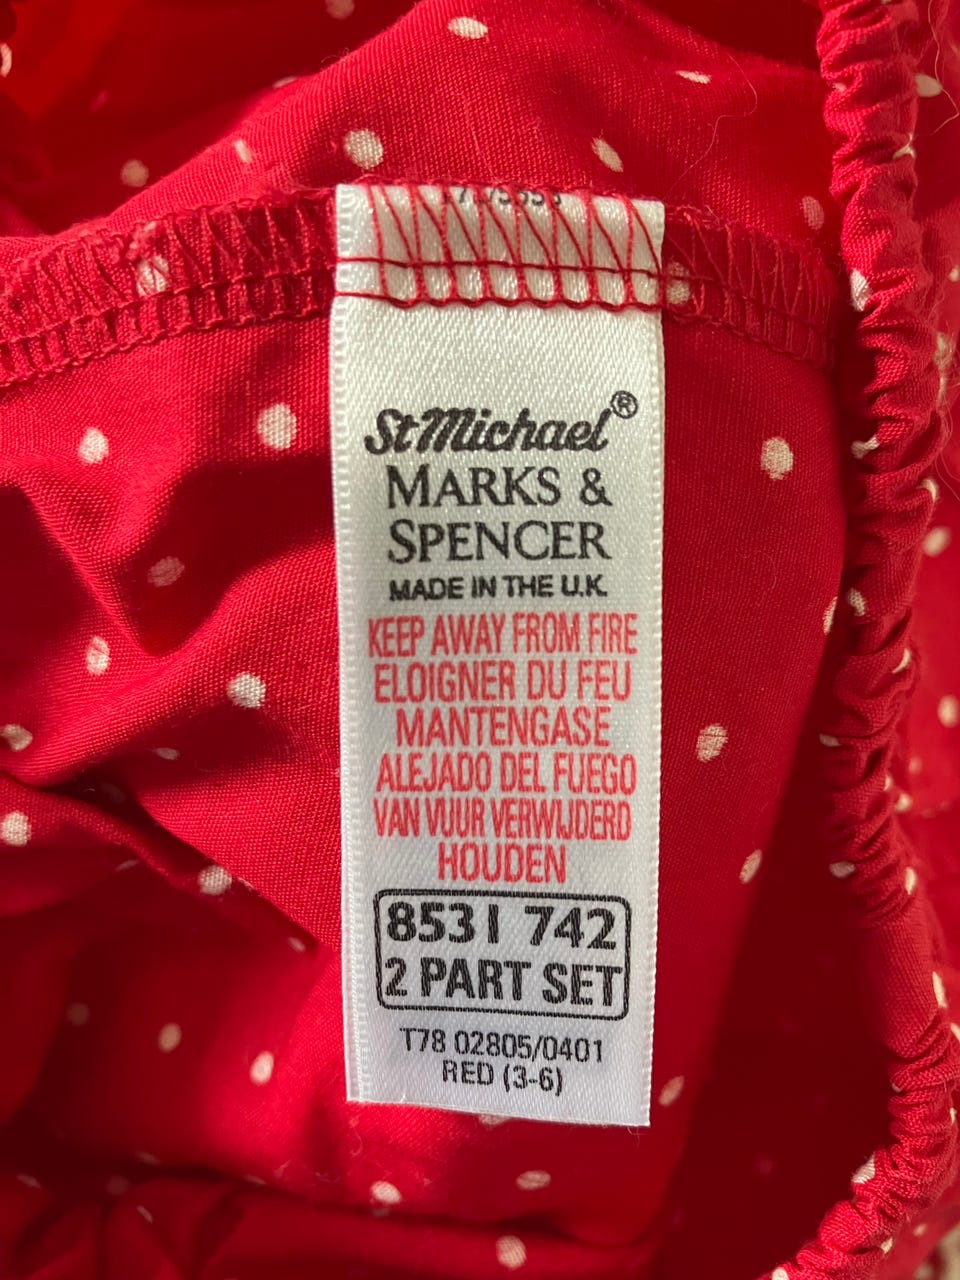 St Michael®
MARKS &
SPENCER
MADE IN THE U.K.
KEEP AWAY FROM FIRE
ELOIGNER DU FEU
MANTENGASE
ALEJADO DEL FUEGO
VAN VUUR VERWIJDERD
HOUDEN
8531 742
2 PART SET
T78 02805/0401
RED (3-6)